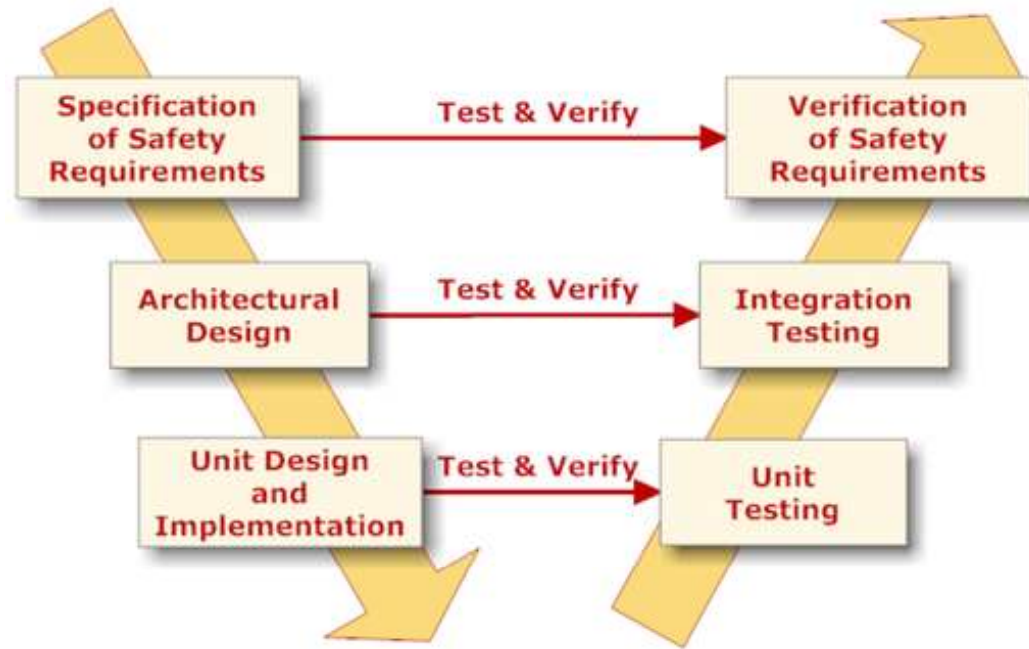 Specification
of Safety
Requirements
Test & Verify
Verification
of Safety
Requirements
Architectural
Design
Test & Verify
Integration
Testing
Unit Design
and
Implementation
Test & Verify
Unit
Testing